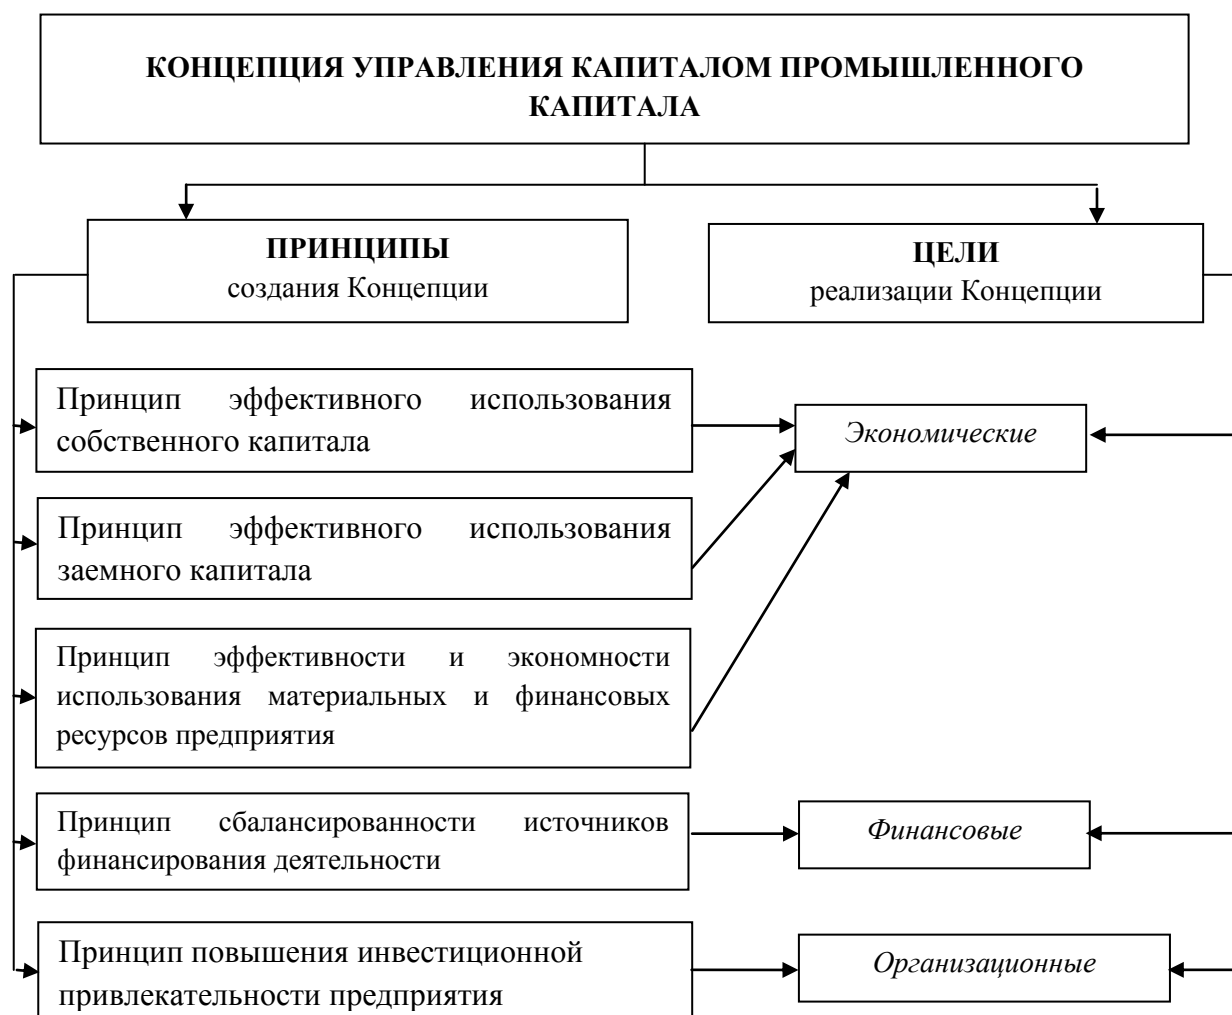 КОНЦЕПЦИЯ УПРАВЛЕНИЯ КАПИТАЛОМ ПРОМЫШЛЕННОГО
КАПИТАЛА
ПРИНЦИПЫ
создания Концепции
ЦЕЛИ
реализации Концепции
Принцип эффективного использования
собственного капитала
Экономические
Принцип эффективного использования
заемного капитала
Принцип эффективности и экономности
использования материальных и финансовых
ресурсов предприятия
Принцип сбалансированности источников
финансирования деятельности
Финансовые
Принцип повышения инвестиционной
привлекательности предприятия
Организационные